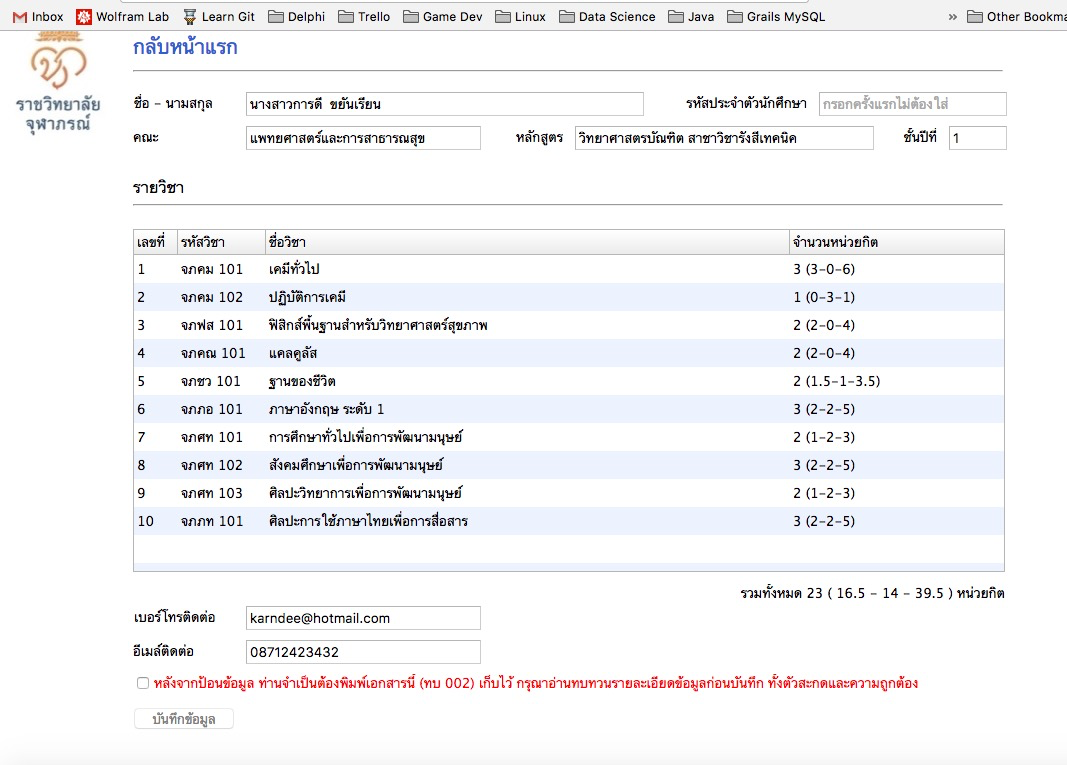 Inbox Wolfram Lab Learn Git Delphi Trello Game Dev Linux Data Science Java Grails MySQL » Other Bookma
กลับหน้าแรก
ราชวิทยาลัย
จุฬาภรณ์
ชื่อ - นามสกุล นางสาวการดี ขยันเรียน รหัสประจำตัวนักศึกษา กรอกครั้งแรกไม่ต้องใส่
คณะ แพทยศาสตร์และการสาธารณสุข หลักสูตร วิทยาศาสตรบัณฑิต สาขาวิชารังสีเทคนิค ชั้นปีที่ 1
รายวิชา
เลขที่ รหัสวิชา ชื่อวิชา จำนวนหน่วยกิต
1 จภคม 101 เคมีทั่วไป 3 (3-0-6)
2 จภคม 102 ปฏิบัติการเคมี 1 (0-3-1)
3 จภฟส 101 ฟิสิกส์พื้นฐานสำหรับวิทยาศาสตร์สุขภาพ 2 (2-0-4)
4 จภคณ 101 แคลคูลัส 2 (2-0-4)
5 จภชว 101 ฐานของชีวิต 2 (1.5-1-3.5)
6 จภภอ 101 ภาษาอังกฤษ ระดับ 1 3 (2-2-5)
7 จภศท 101 การศึกษาทั่วไปเพื่อการพัฒนามนุษย์ 2 (1-2-3)
8 จภศท 102 สังคมศึกษาเพื่อการพัฒนามนุษย์ 3 (2-2-5)
9 จภศท 103 ศิลปะวิทยาการเพื่อการพัฒนามนุษย์ 2 (1-2-3)
10 จภภท 101 ศิลปะการใช้ภาษาไทยเพื่อการสื่อสาร 3 (2-2-5)
รวมทั้งหมด 23 ( 16.5 - 14 - 39.5 ) หน่วยกิต
เบอร์โทรติดต่อ karndee@hotmail.com
อีเมล์ติดต่อ 08712423432
หลังจากป้อนข้อมูล ท่านจำเป็นต้องพิมพ์เอกสารนี้ (ทบ 002) เก็บไว้ กรุณาอ่านทบทวนรายละเอียดข้อมูลก่อนบันทึก ทั้งตัวสะกดและความถูกต้อง
บันทึกข้อมูล